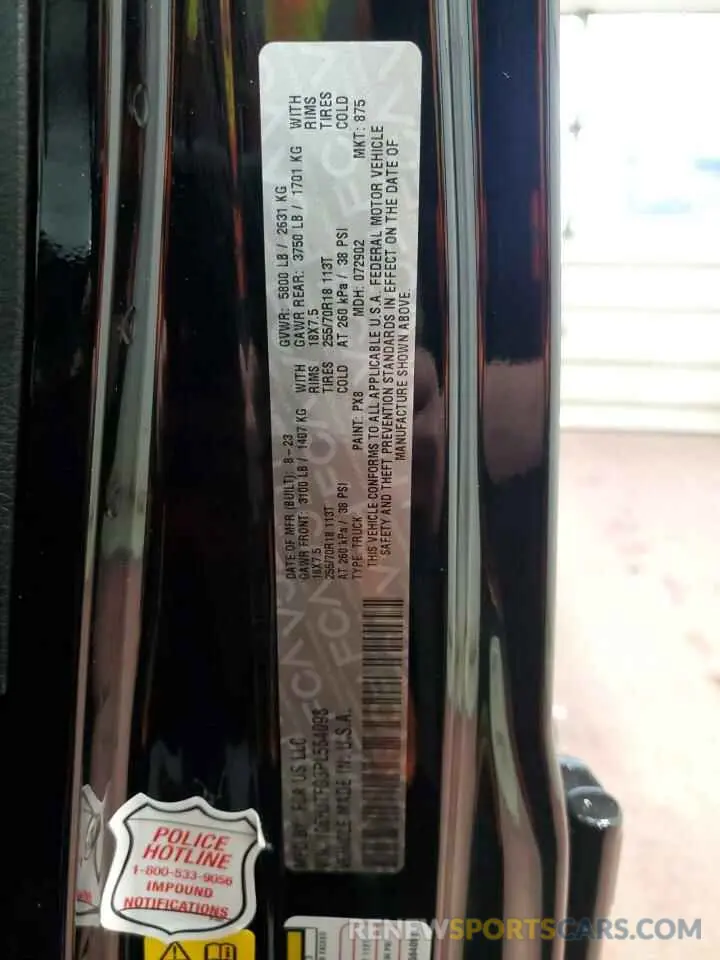 MFD BY: FCA US LLC
VEHICLE MADE IN: U.S.A.
DATE OF MFR (BUILT): 8-23
GAWR FRONT: 3100 LB / 1407 KG WITH
18X7.5 RIMS
255/70R18 113T TIRES
AT 260 kPa / 38 PSI COLD
TYPE: TRUCK PAINT: PX8
GVWR: 5800 LB / 2631 KG
GAWR REAR: 3750 LB / 1701 KG WITH
18X7.5 RIMS
255/70R18 113T TIRES
AT 260 kPa / 38 PSI COLD
MDH: 072902 MKT: 875
THIS VEHICLE CONFORMS TO ALL APPLICABLE U.S.A. FEDERAL MOTOR VEHICLE
SAFETY AND THEFT PREVENTION STANDARDS IN EFFECT ON THE DATE OF
MANUFACTURE SHOWN ABOVE.
POLICE
HOTLINE
1-800-533-9056
IMPOUND
NOTIFICATIONS
RENEWSPORTSCARS.COM